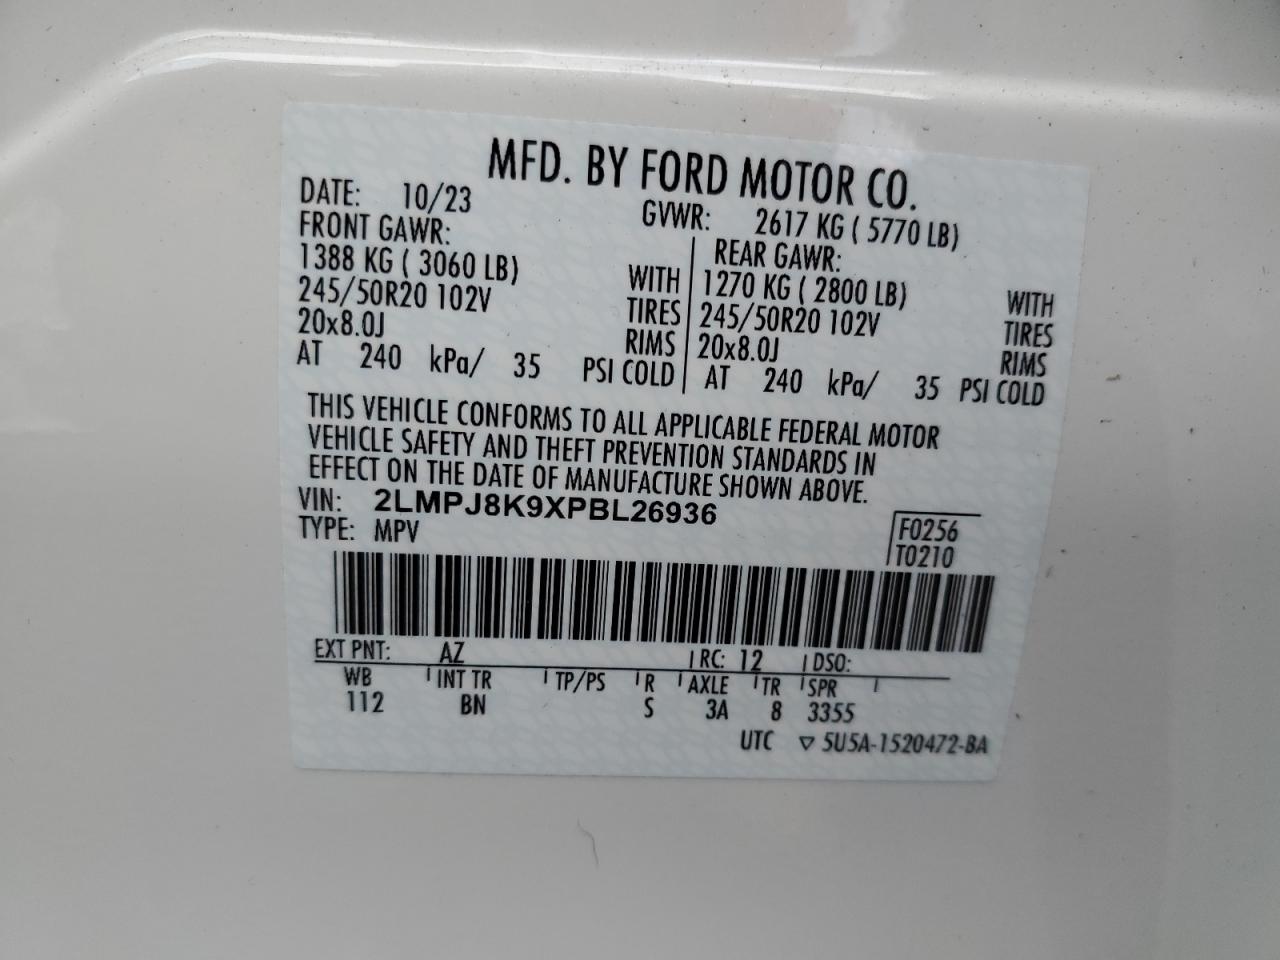 MFD. BY FORD MOTOR CO.
DATE: 10/23 GVWR: 2617 KG ( 5770 LB)
FRONT GAWR: REAR GAWR:
1388 KG ( 3060 LB) WITH 1270 KG ( 2800 LB) WITH
245/50R20 102V TIRES 245/50R20 102V TIRES
20x8.0J RIMS 20x8.0J RIMS
AT 240 kPa/ 35 PSI COLD AT 240 kPa/ 35 PSI COLD
THIS VEHICLE CONFORMS TO ALL APPLICABLE FEDERAL MOTOR
VEHICLE SAFETY AND THEFT PREVENTION STANDARDS IN
EFFECT ON THE DATE OF MANUFACTURE SHOWN ABOVE.
VIN: 2LMPJ8K9XPBL26936
TYPE: MPV F0256
T0210
EXT PNT: AZ RC: 12 DSO:
WB INT TR TP/PS R AXLE TR SPR
112 BN S 3A 8 3355
UTC ▽ 5U5A-1520472-BA